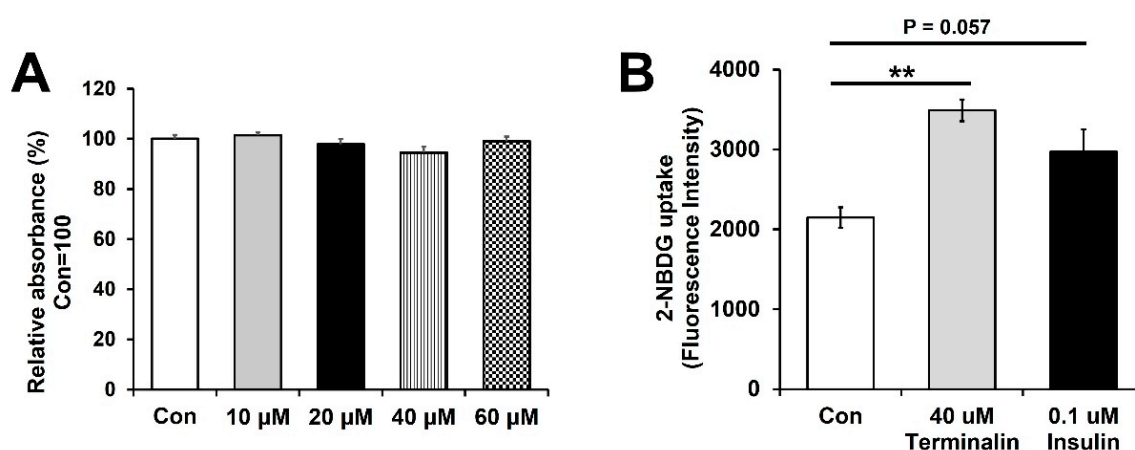 A
Relative absorbance (%)
Con=100
120
100
80
60
40
20
0
Con
10 µM
20 µM
40 µM
60 µM
B
P = 0.057
**
2-NBDG uptake
(Fluorescence Intensity)
4000
3000
2000
1000
0
Con
40 uM
Terminalin
0.1 uM
Insulin